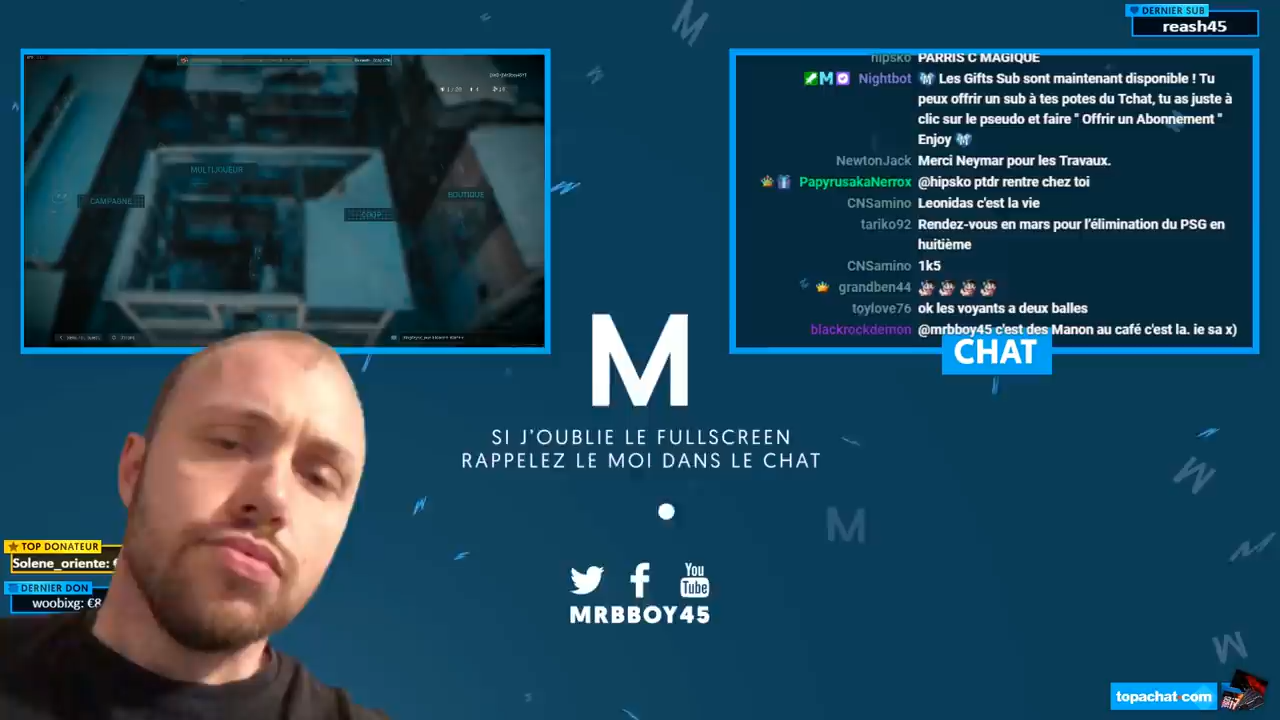 DERNIER SUB
reash45
MULTIJOUEUR
CAMPAGNE
BOUTIQUE
COOP
hipsko PARRIS C MAGIQUE
Nightbot Les Gifts Sub sont maintenant disponible ! Tu
peux offrir un sub à tes potes du Tchat, tu as juste à
clic sur le pseudo et faire " Offrir un Abonnement "
Enjoy
NewtonJack Merci Neymar pour les Travaux.
PapyrusakaNerrox @hipsko ptdr rentre chez toi
CNSamino Leonidas c'est la vie
tariko92 Rendez-vous en mars pour l'élimination du PSG en
huitième
CNSamino 1k5
grandben44
toylove76 ok les voyants a deux balles
blackrockdemon @mrbboy45 c'est des Manon au café c'est la. ie sa x)
CHAT
M
SI J'OUBLIE LE FULLSCREEN
RAPPELEZ LE MOI DANS LE CHAT
You
Tube
MRBBOY45
TOP DONATEUR
Solene_oriente:
DERNIER DON
woobixg: €8
topachat.com